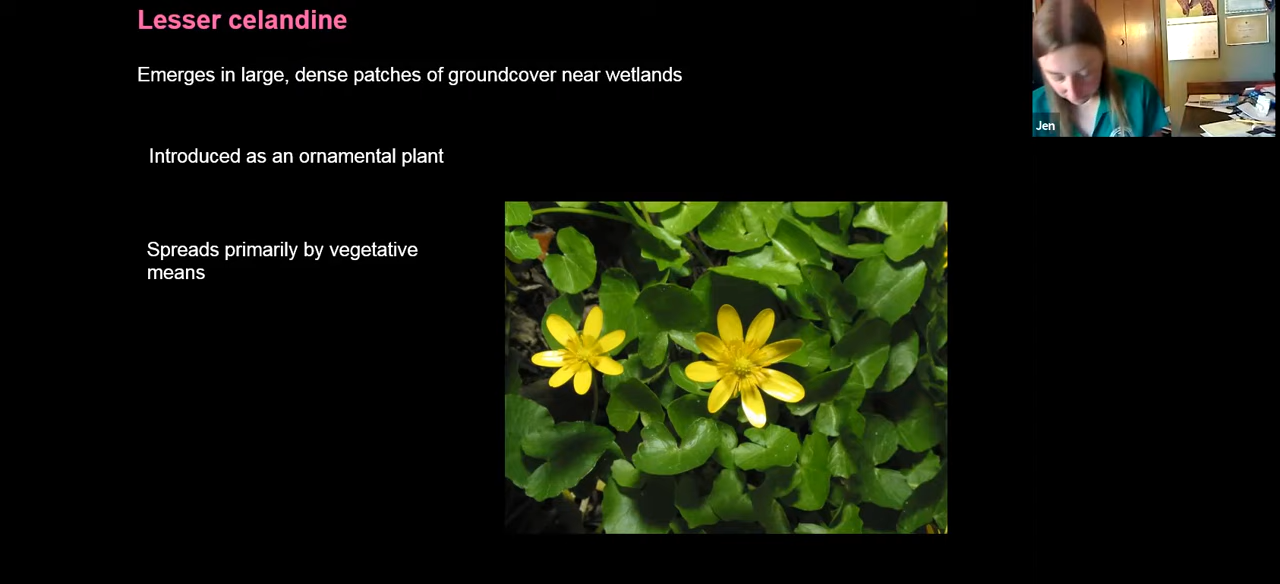 Lesser celandine
Emerges in large, dense patches of groundcover near wetlands
Introduced as an ornamental plant
Spreads primarily by vegetative
means
Jen